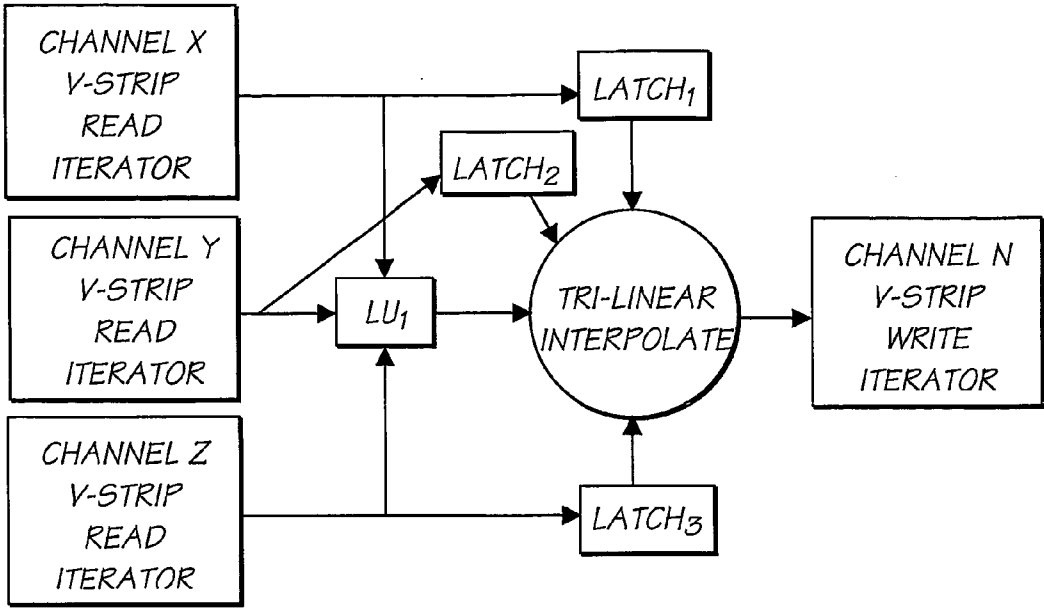 CHANNEL X
V-STRIP
READ
ITERATOR
LATCH1
LATCH2
CHANNEL Y
V-STRIP
READ
ITERATOR
LU1
TRI-LINEAR
INTERPOLATE
CHANNEL N
V-STRIP
WRITE
ITERATOR
CHANNEL Z
V-STRIP
READ
ITERATOR
LATCH3